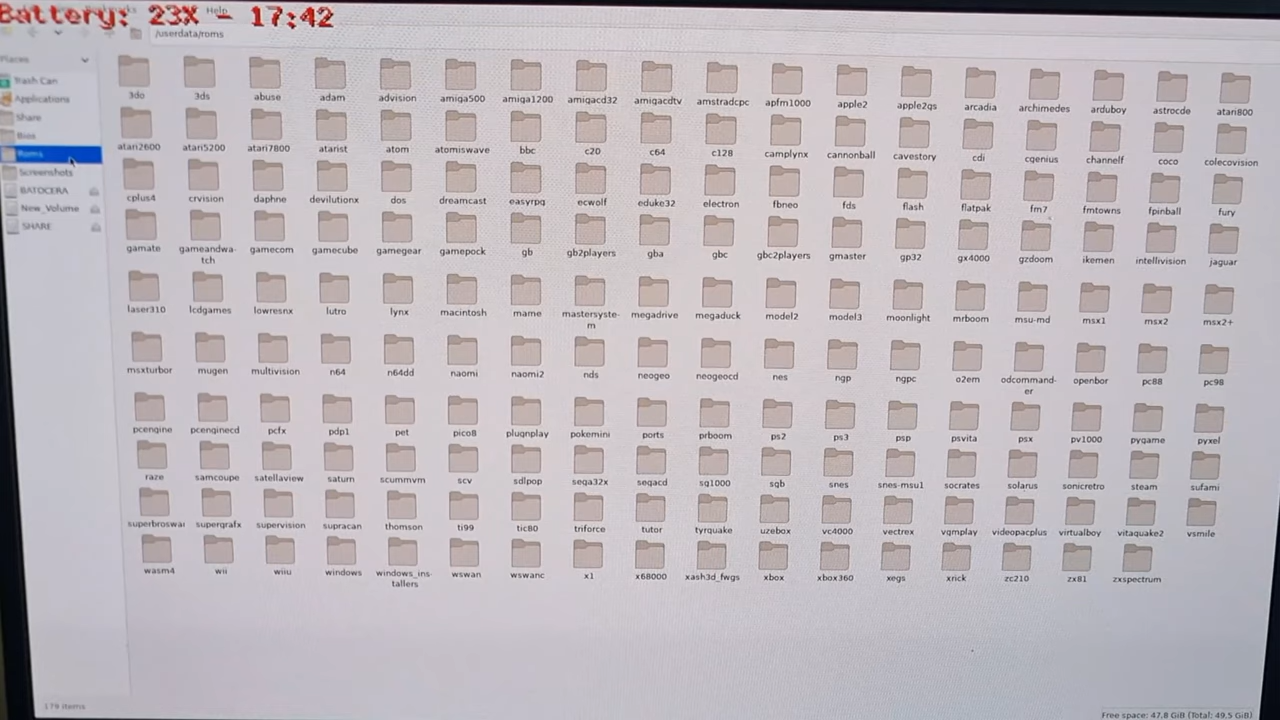 Battery: 23% - 17:42
Help
/userdata/roms
Places
Trash Can
Applications
Share
Bios
Roms
Screenshots
BATOCERA
New_Volume
SHARE
3do 3ds abuse adam advision amiga500 amiga1200 amigacd32 amigacdtv amstradcpc apfm1000 apple2 apple2gs arcadia archimedes arduboy astrocde atari800
atari2600 atari5200 atari7800 atarist atom atomiswave bbc c20 c64 c128 camplynx cannonball cavestory cdi cgenius channelf coco colecovision
cplus4 crvision daphne devilutionx dos dreamcast easyrpg ecwolf eduke32 electron fbneo fds flash flatpak fm7 fmtowns fpinball fury
gamate gameandwa-
tch gamecom gamecube gamegear gamepock gb gb2players gba gbc gbc2players gmaster gp32 gx4000 gzdoom ikemen intellivision jaguar
laser310 lcdgames lowresnx lutro lynx macintosh mame mastersyste-
m megadrive megaduck model2 model3 moonlight mrboom msu-md msx1 msx2 msx2+
msxturbor mugen multivision n64 n64dd naomi naomi2 nds neogeo neogeocd nes ngp ngpc o2em odcommand-
er openbor pc88 pc98
pcengine pcenginecd pcfx pdp1 pet pico8 plugnplay pokemini ports prboom ps2 ps3 psp psvita psx pv1000 pygame pyxel
raze samcoupe satellaview saturn scummvm scv sdlpop sega32x segacd sg1000 sgb snes snes-msu1 socrates solarus sonicretro steam sufami
superbroswar supergrafx supervision supracan thomson ti99 tic80 triforce tutor tyrquake uzebox vc4000 vectrex vgmplay videopacplus virtualboy vitaquake2 vsmile
wasm4 wii wiiu windows windows_ins-
tallers wswan wswanc x1 x68000 xash3d_fwgs xbox xbox360 xegs xrick zc210 zx81 zxspectrum
179 items
Free space: 47,8 GiB (Total: 49,5 GiB)